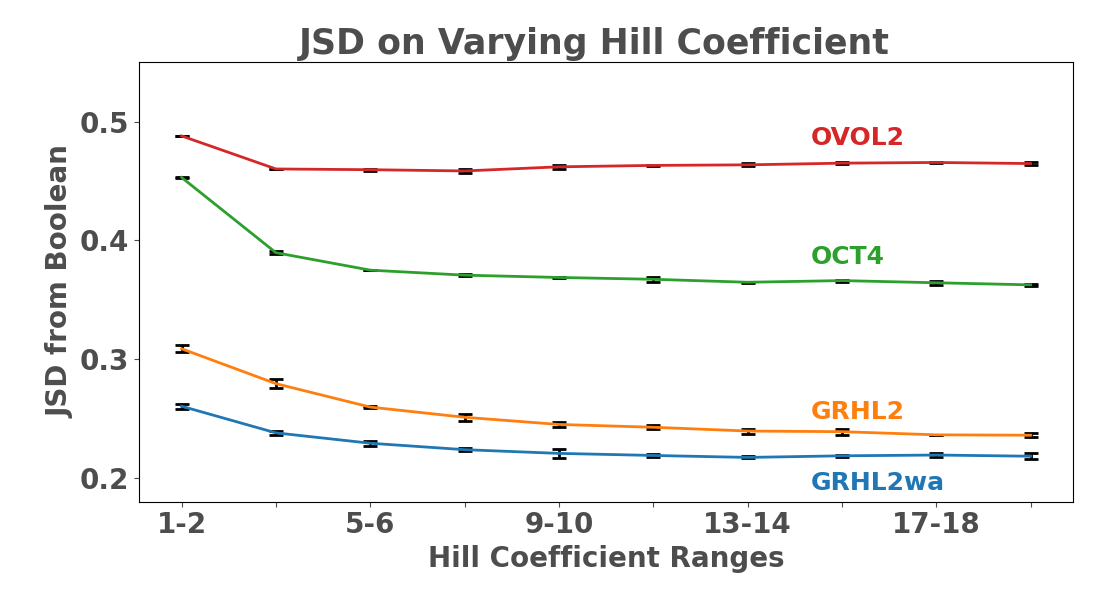 JSD on Varying Hill Coefficient
JSD from Boolean
0.5
0.4
0.3
0.2
OVOL2
OCT4
GRHL2
GRHL2wa
1-2 5-6 9-10 13-14 17-18
Hill Coefficient Ranges